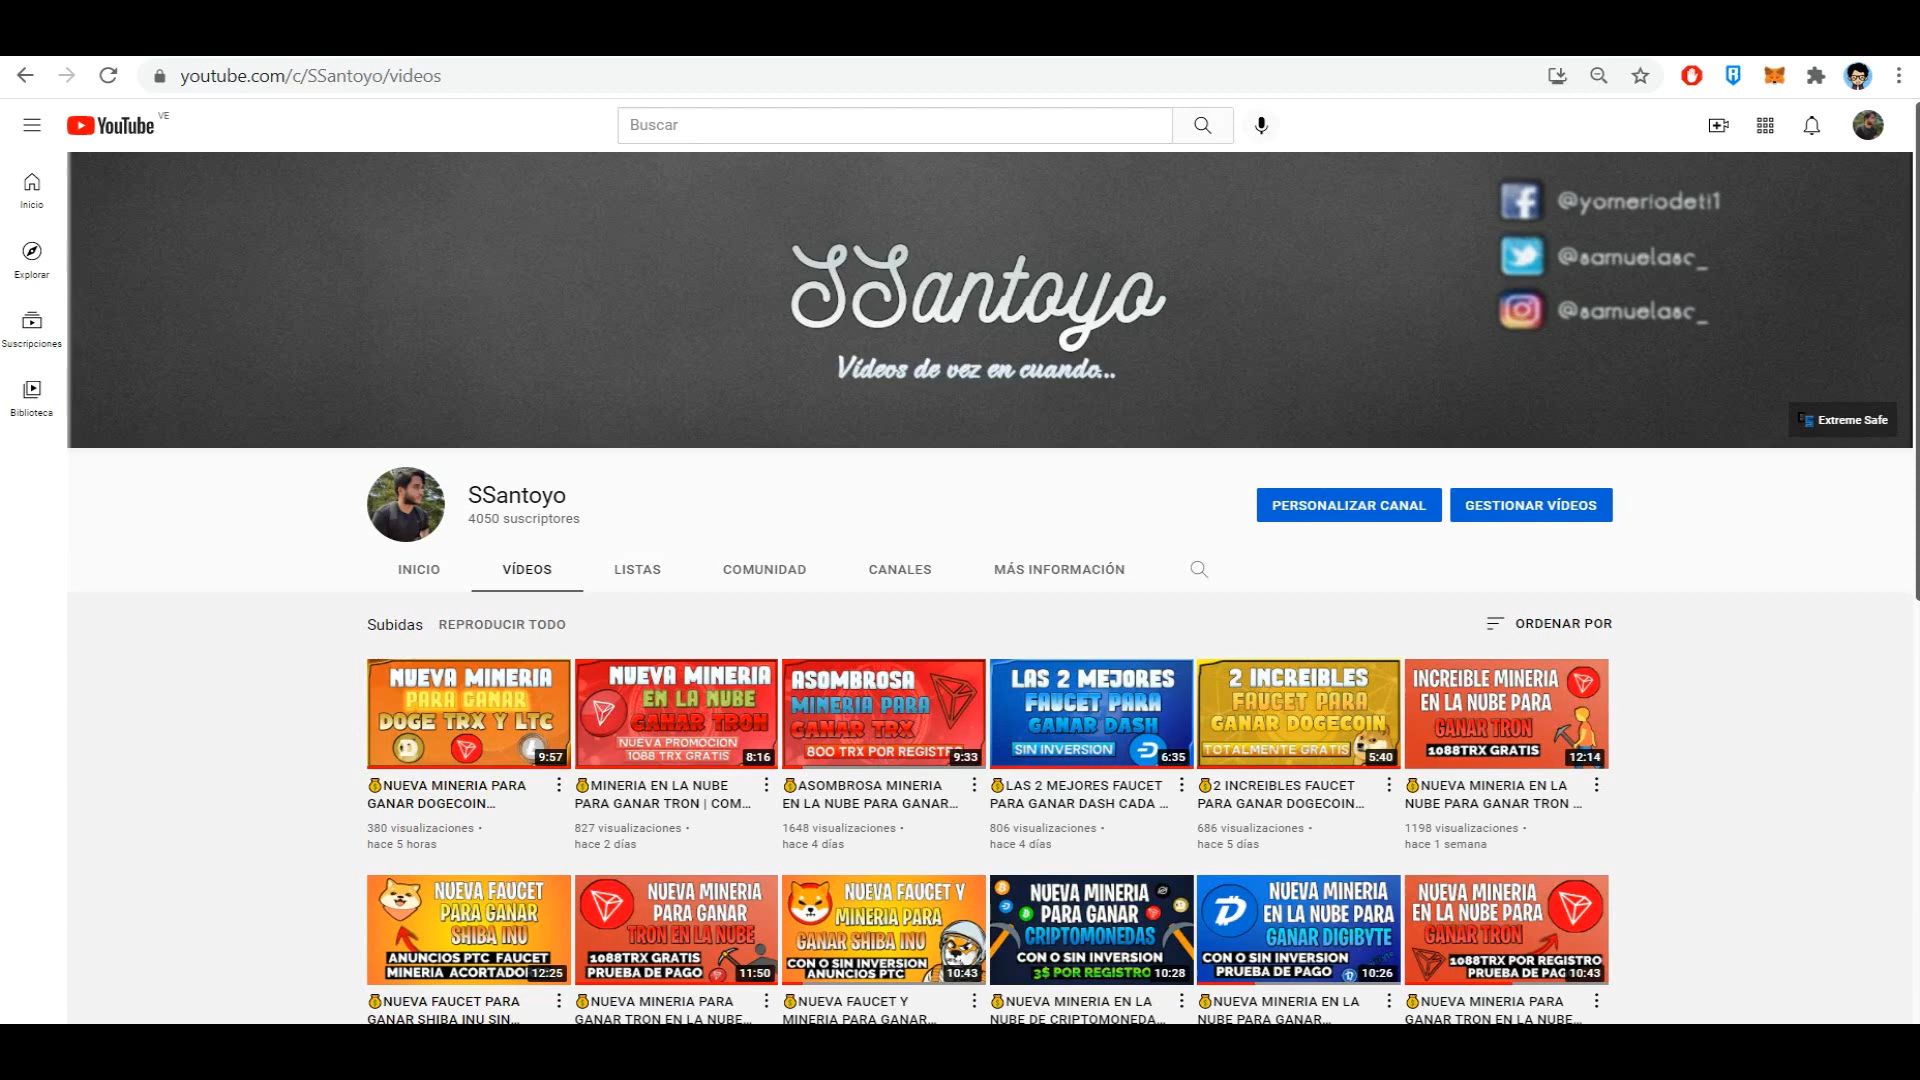 youtube.com/c/SSantoyo/videos
YouTube VE
Buscar
Inicio
Explorar
Suscripciones
Biblioteca
@yomeriodeti1
@samuelasc_
@samuelasc_
SSantoyo
Vídeos de vez en cuando...
Extreme Safe
SSantoyo
4050 suscriptores
PERSONALIZAR CANAL
GESTIONAR VÍDEOS
INICIO
VÍDEOS
LISTAS
COMUNIDAD
CANALES
MÁS INFORMACIÓN
Subidas
REPRODUCIR TODO
ORDENAR POR
NUEVA MINERIA
PARA GANAR
DOGE TRX Y LTC
9:57
💰NUEVA MINERIA PARA
GANAR DOGECOIN...
380 visualizaciones •
hace 5 horas
NUEVA MINERIA
EN LA NUBE
GANAR TRON
NUEVA PROMOCION
1088 TRX GRATIS
8:16
💰MINERIA EN LA NUBE
PARA GANAR TRON | COM...
827 visualizaciones •
hace 2 días
ASOMBROSA
MINERIA PARA
GANAR TRX
800 TRX POR REGISTR
9:33
💰ASOMBROSA MINERIA
EN LA NUBE PARA GANAR...
1648 visualizaciones •
hace 4 días
LAS 2 MEJORES
FAUCET PARA
GANAR DASH
SIN INVERSION
6:35
💰LAS 2 MEJORES FAUCET
PARA GANAR DASH CADA ...
806 visualizaciones •
hace 4 días
2 INCREIBLES
FAUCET PARA
GANAR DOGECOIN
TOTALMENTE GRATIS
5:40
💰2 INCREIBLES FAUCET
PARA GANAR DOGECOIN...
686 visualizaciones •
hace 5 días
INCREIBLE MINERIA
EN LA NUBE PARA
GANAR TRON
1088TRX GRATIS
12:14
💰NUEVA MINERIA EN LA
NUBE PARA GANAR TRON ...
1198 visualizaciones •
hace 1 semana
NUEVA FAUCET
PARA GANAR
SHIBA INU
ANUNCIOS PTC FAUCET
MINERIA ACORTADOR
12:25
💰NUEVA FAUCET PARA
GANAR SHIBA INU SIN...
NUEVA MINERIA
PARA GANAR
TRON EN LA NUBE
1088TRX GRATIS
PRUEBA DE PAGO
11:50
💰NUEVA MINERIA PARA
GANAR TRON EN LA NUBE...
NUEVA FAUCET Y
MINERIA PARA
GANAR SHIBA INU
CON O SIN INVERSION
ANUNCIOS PTC
10:43
💰NUEVA FAUCET Y
MINERIA PARA GANAR...
NUEVA MINERIA
PARA GANAR
CRIPTOMONEDAS
CON O SIN INVERSION
3$ POR REGISTRO
10:28
💰NUEVA MINERIA EN LA
NUBE DE CRIPTOMONEDA...
NUEVA MINERIA
EN LA NUBE PARA
GANAR DIGIBYTE
CON O SIN INVERSION
PRUEBA DE PAGO
10:26
💰NUEVA MINERIA EN LA
NUBE PARA GANAR...
NUEVA MINERIA
EN LA NUBE PARA
GANAR TRON
1088TRX POR REGISTRO
PRUEBA DE PAG
10:43
💰NUEVA MINERIA PARA
GANAR TRON EN LA NUBE...